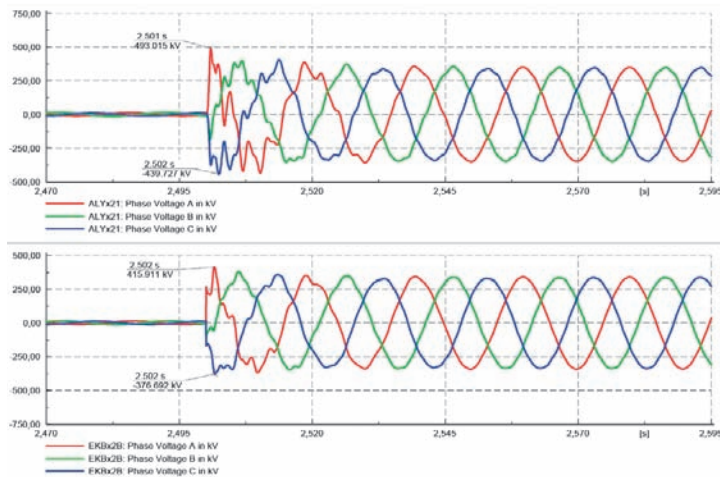 750,00
2.501 s
493.015 kV
500,00
250,00
0,00
-250,00
2.502 s
-439.727 kV
-500,00
2,470 2,495 2,520 2,545 2,570 [s] 2,595
ALYx21: Phase Voltage A in kV
ALYx21: Phase Voltage B in kV
ALYx21: Phase Voltage C in kV
500,00
2.502 s
415.911 kV
250,00
0,00
-250,00
2.502 s
-376.692 kV
-500,00
-750,00
2,470 2,495 2,520 2,545 2,570 [s] 2,595
EKBx2B: Phase Voltage A in kV
EKBx2B: Phase Voltage B in kV
EKBx2B: Phase Voltage C in kV